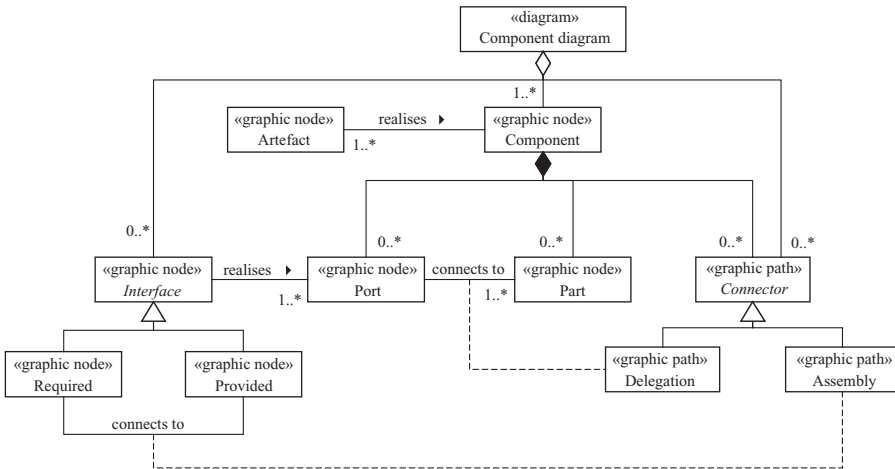 «diagram»
Component diagram
1..*
«graphic node»
Artefact
realises
1..*
«graphic node»
Component
0..*
0..*
0..*
0..*
0..*
«graphic node»
Interface
realises
1..*
«graphic node»
Port
connects to
1..*
«graphic node»
Part
«graphic path»
Connector
«graphic node»
Required
«graphic node»
Provided
«graphic path»
Delegation
«graphic path»
Assembly
connects to